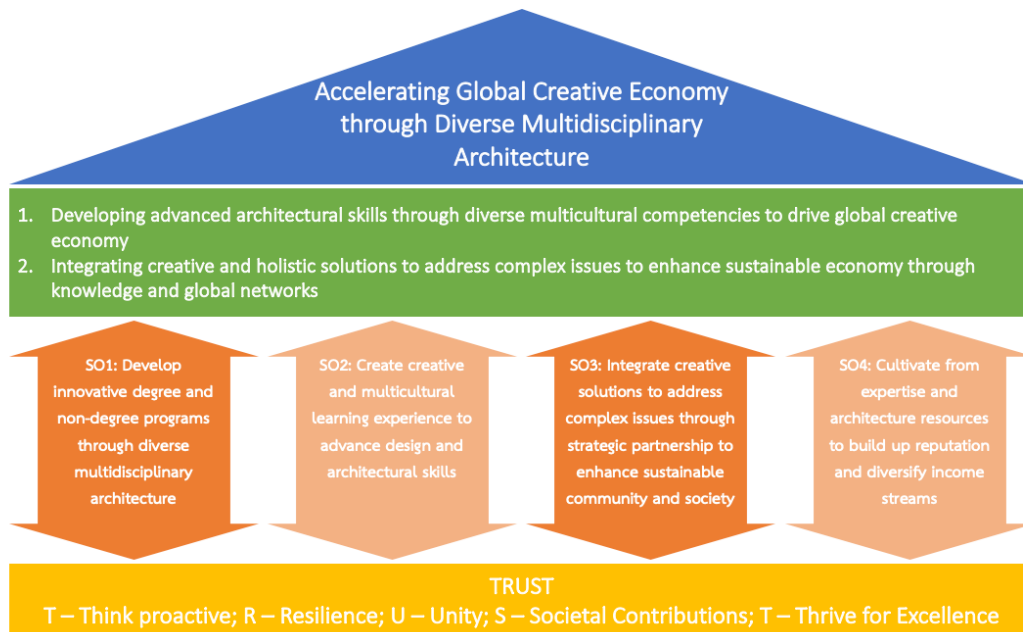 Accelerating Global Creative Economy
through Diverse Multidisciplinary
Architecture
1. Developing advanced architectural skills through diverse multicultural competencies to drive global creative
economy
2. Integrating creative and holistic solutions to address complex issues to enhance sustainable economy through
knowledge and global networks
SO1: Develop
innovative degree and
non-degree programs
through diverse
multidisciplinary
architecture
SO2: Create creative
and multicultural
learning experience to
advance design and
architectural skills
SO3: Integrate creative
solutions to address
complex issues through
strategic partnership to
enhance sustainable
community and society
SO4: Cultivate from
expertise and
architecture resources
to build up reputation
and diversify income
streams
TRUST
T – Think proactive; R – Resilience; U – Unity; S – Societal Contributions; T – Thrive for Excellence